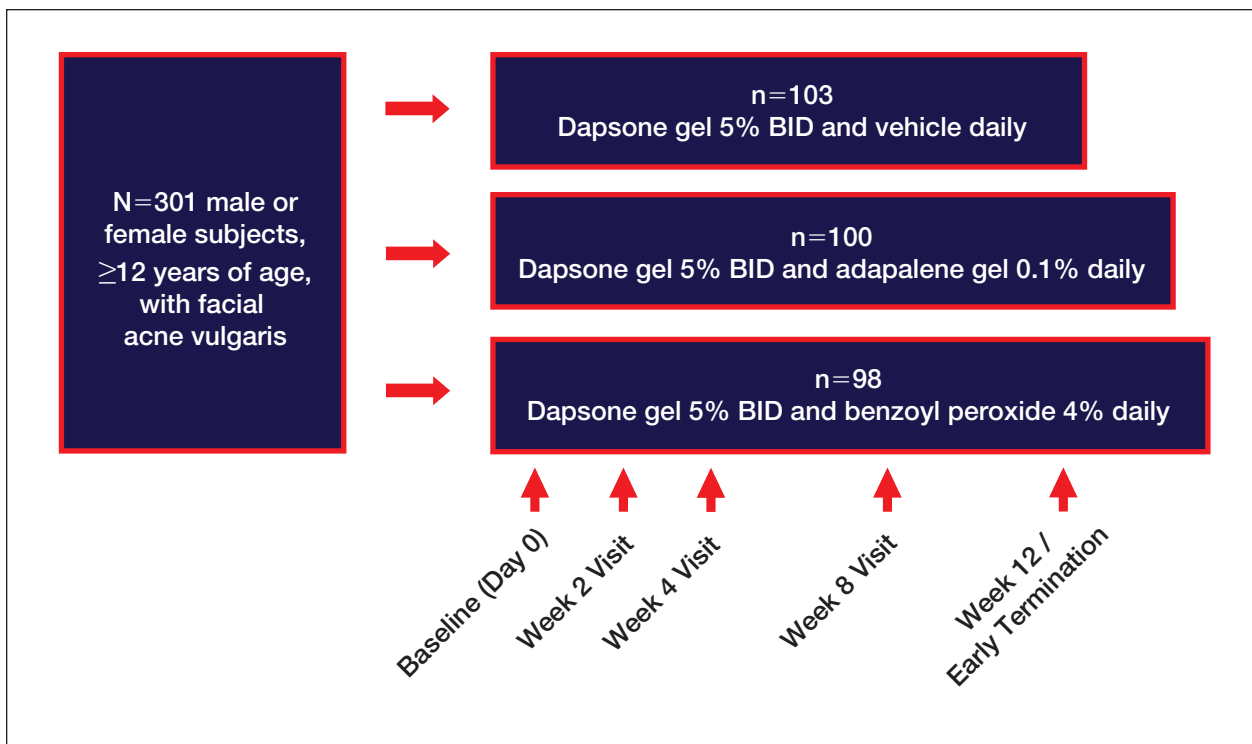 N=301 male or
female subjects,
≥12 years of age,
with facial
acne vulgaris
n=103
Dapsone gel 5% BID and vehicle daily
n=100
Dapsone gel 5% BID and adapalene gel 0.1% daily
n=98
Dapsone gel 5% BID and benzoyl peroxide 4% daily
Baseline (Day 0)
Week 2 Visit
Week 4 Visit
Week 8 Visit
Week 12 /
Early Termination